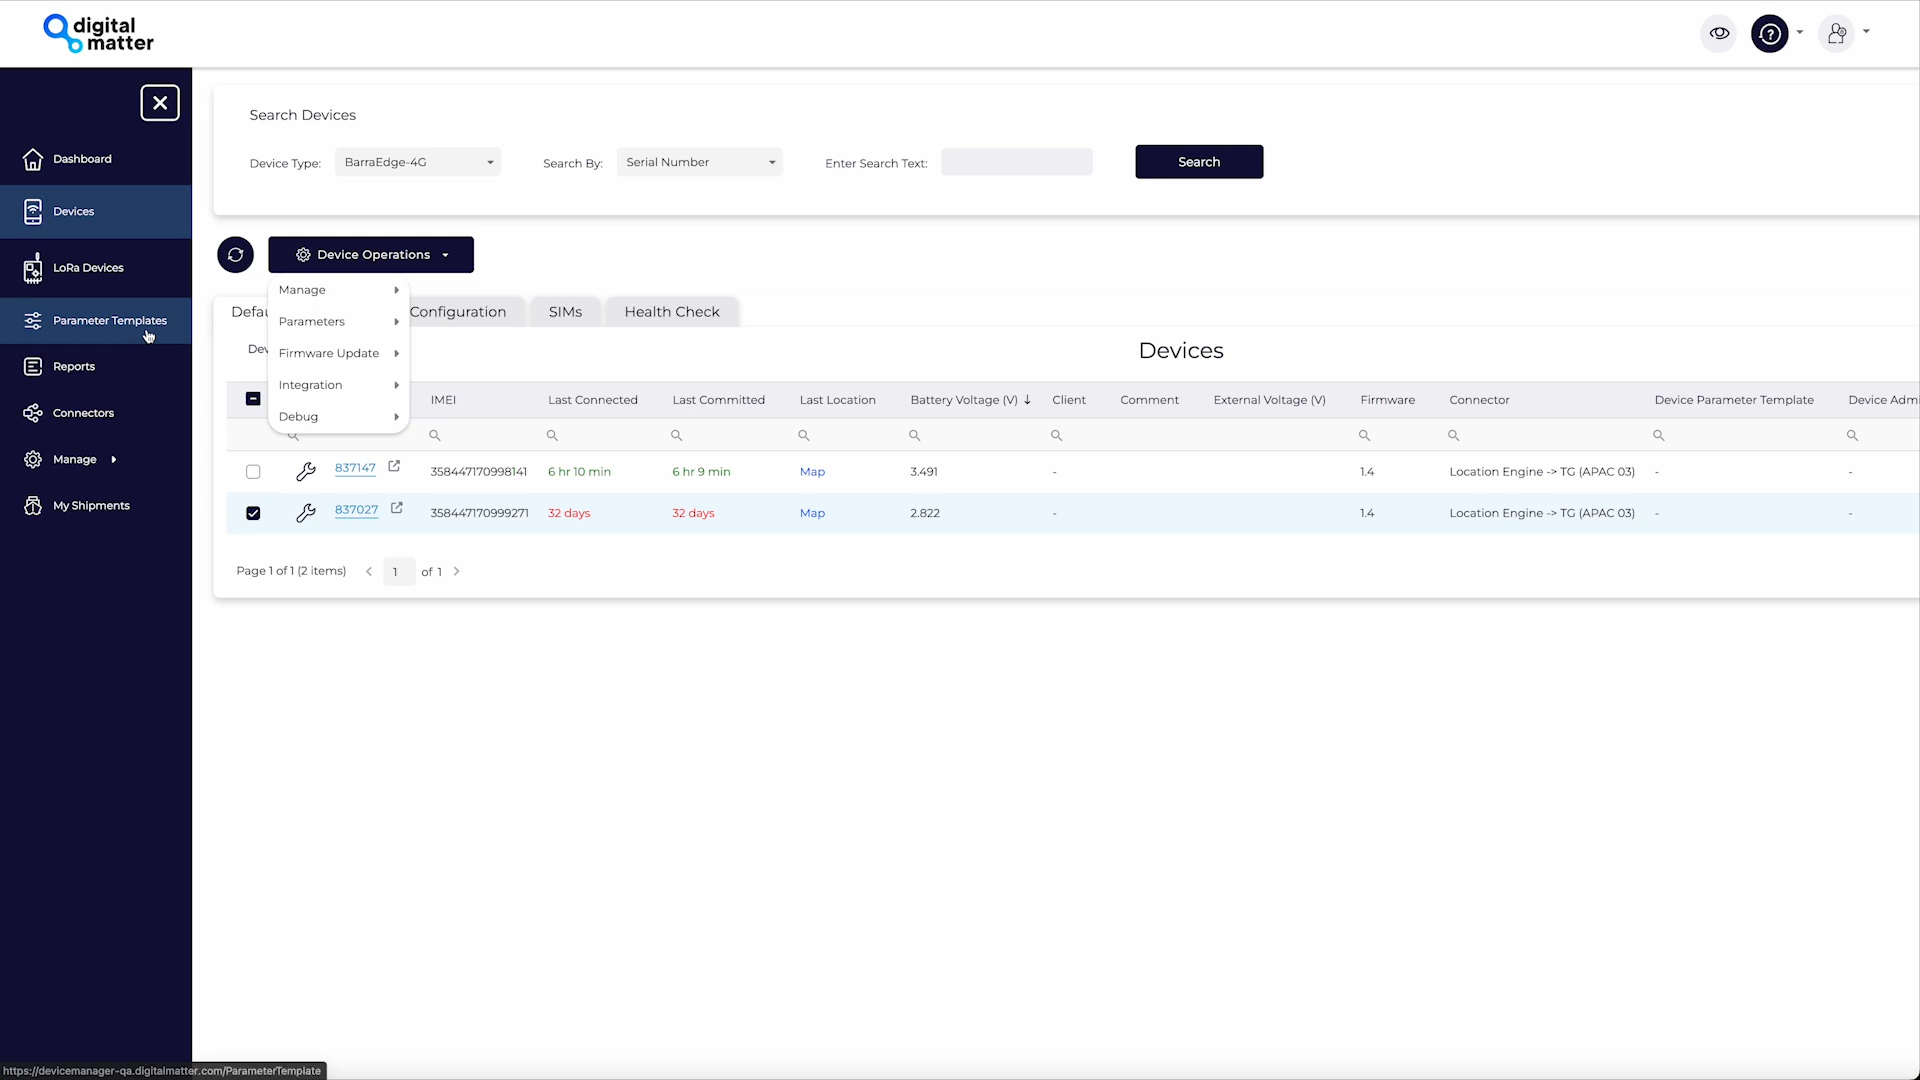 digital
matter
Search Devices
Device Type: BarraEdge-4G Search By: Serial Number Enter Search Text: Search
Dashboard
Devices
LoRa Devices
Parameter Templates
Reports
Connectors
Manage
My Shipments
Device Operations
Manage
Parameters
Firmware Update
Integration
Debug
Defau Configuration SIMs Health Check
Dev Devices
IMEI Last Connected Last Committed Last Location Battery Voltage (V) Client Comment External Voltage (V) Firmware Connector Device Parameter Template Device Admi
837147 358447170998141 6 hr 10 min 6 hr 9 min Map 3.491 - 1.4 Location Engine -> TG (APAC 03) - -
837027 358447170999271 32 days 32 days Map 2.822 - 1.4 Location Engine -> TG (APAC 03) - -
Page 1 of 1 (2 items) 1 of 1
https://devicemanager-qa.digitalmatter.com/ParameterTemplate